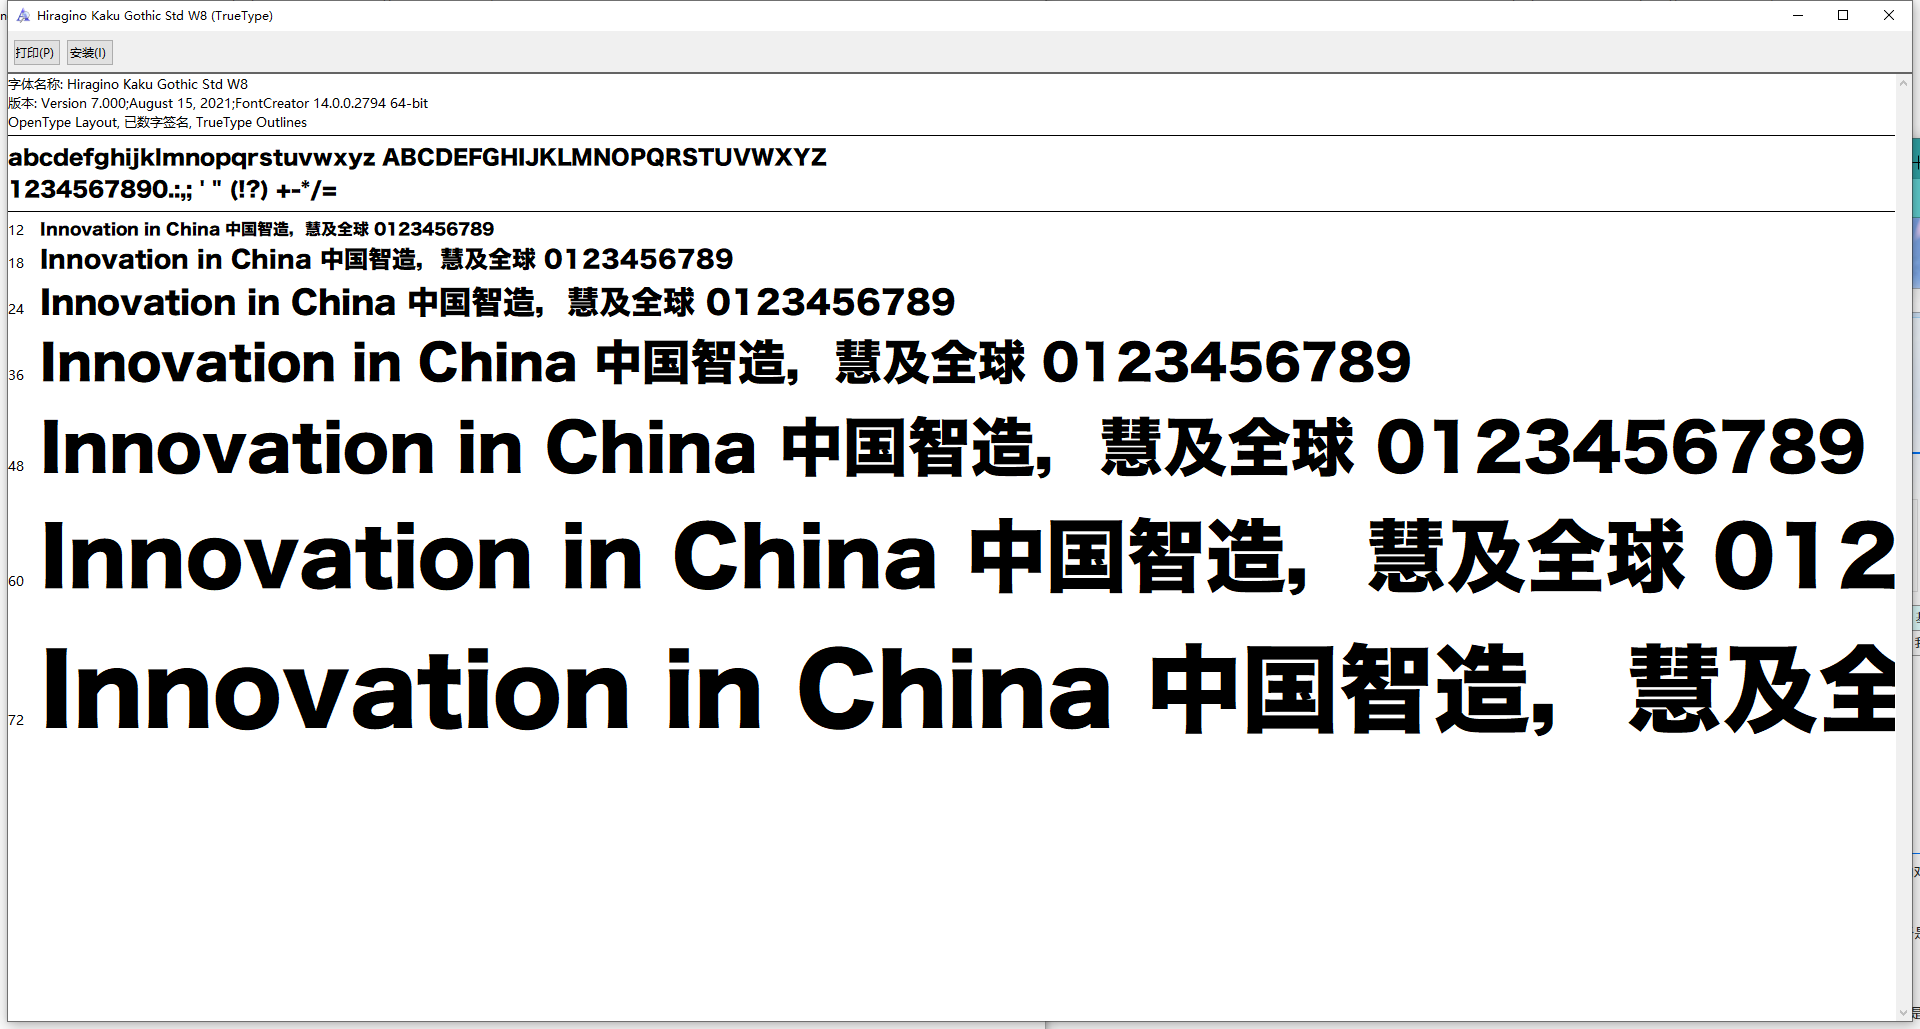 Hiragino Kaku Gothic Std W8 (TrueType)
打印(P) 安装(I)
字体名称: Hiragino Kaku Gothic Std W8
版本: Version 7.000;August 15, 2021;FontCreator 14.0.0.2794 64-bit
OpenType Layout, 已数字签名, TrueType Outlines
abcdefghijklmnopqrstuvwxyz ABCDEFGHIJKLMNOPQRSTUVWXYZ
1234567890.:,; ' " (!?) +-*/=
12 Innovation in China 中国智造，慧及全球 0123456789
18 Innovation in China 中国智造，慧及全球 0123456789
24 Innovation in China 中国智造，慧及全球 0123456789
36 Innovation in China 中国智造，慧及全球 0123456789
48 Innovation in China 中国智造，慧及全球 0123456789
60 Innovation in China 中国智造，慧及全球 012
72 Innovation in China 中国智造，慧及全